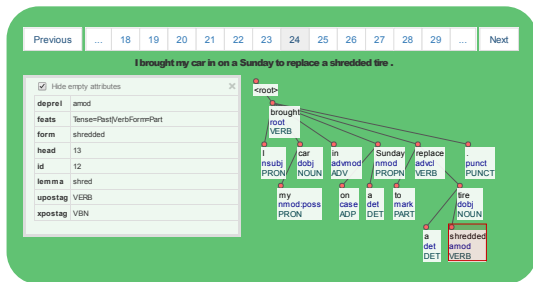 Previous ... 18 19 20 21 22 23 24 25 26 27 28 29 ... Next
I brought my car in on a Sunday to replace a shredded tire .
Hide empty attributes ×
deprel amod
feats Tense=Past|VerbForm=Part
form shredded
head 13
id 12
lemma shred
upostag VERB
xpostag VBN
<root>
brought
root
VERB
I car in Sunday replace .
nsubj dobj advmod nmod advcl punct
PRON NOUN ADV PROPN VERB PUNCT
my on a to tire
nmod:poss case det mark dobj
PRON ADP DET PART NOUN
a shredded
det amod
DET VERB